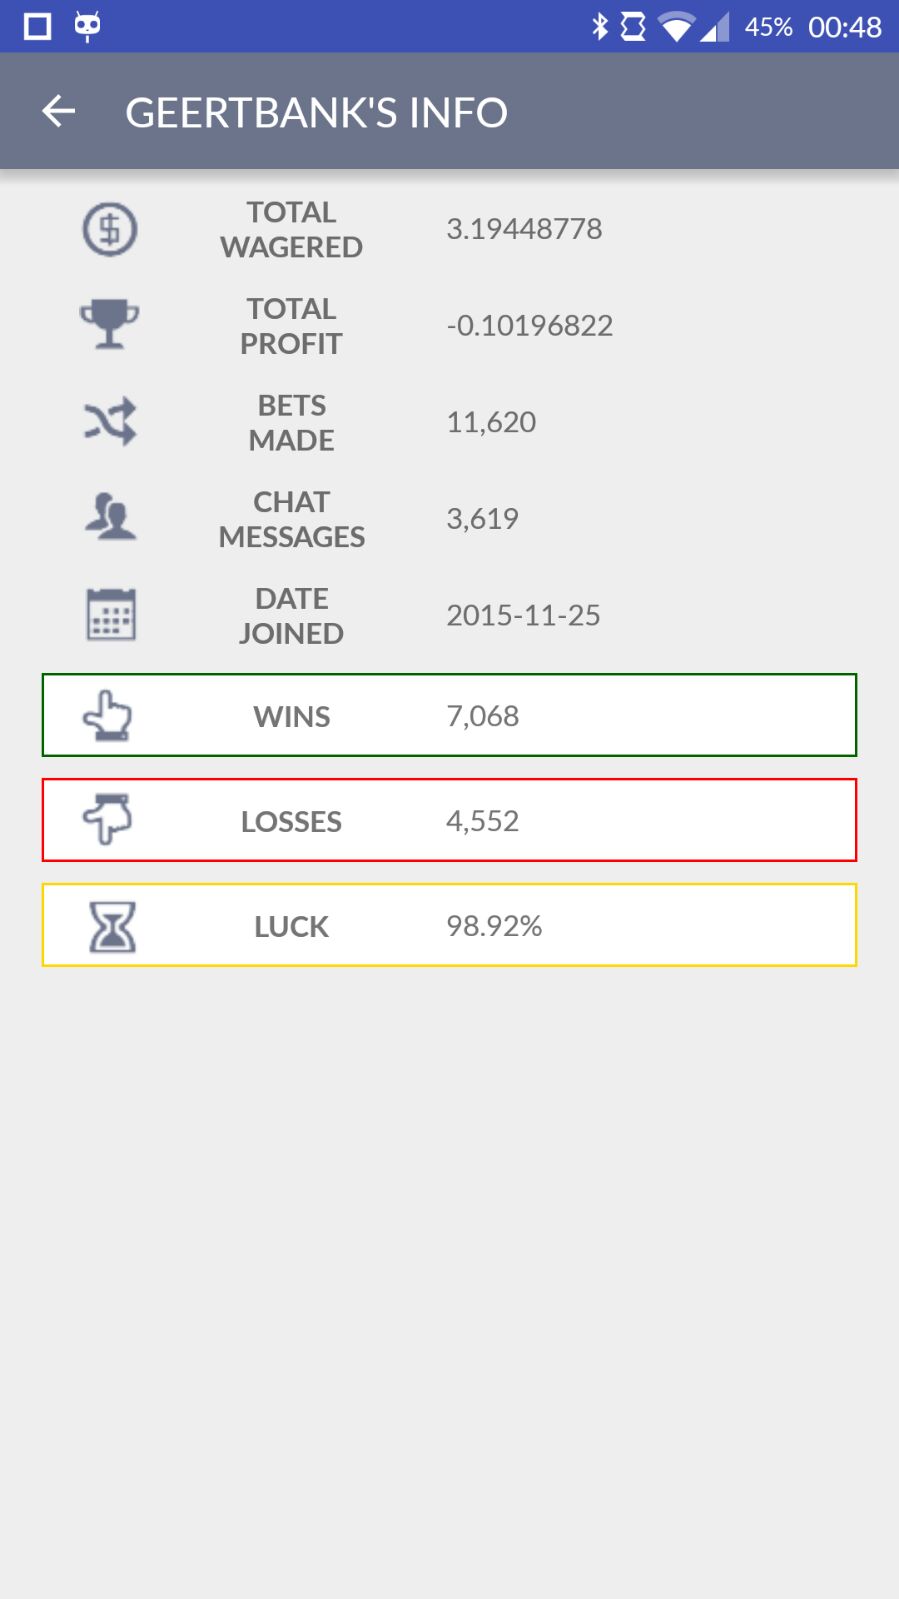 45% 00:48
GEERTBANK'S INFO
TOTAL
WAGERED
3.19448778
TOTAL
PROFIT
-0.10196822
BETS
MADE
11,620
CHAT
MESSAGES
3,619
DATE
JOINED
2015-11-25
WINS 7,068
LOSSES 4,552
LUCK 98.92%